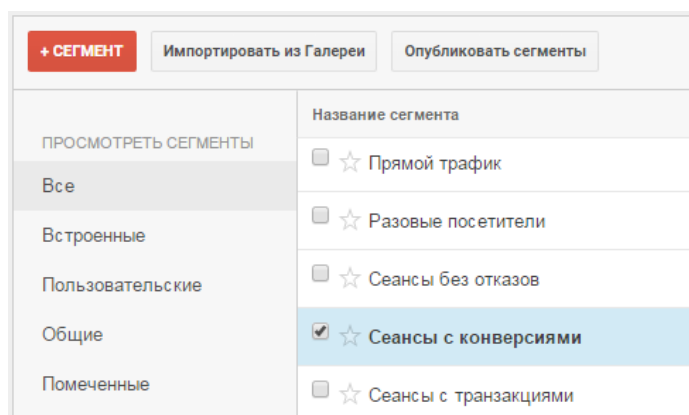 + СЕГМЕНТ
Импортировать из Галереи
Опубликовать сегменты
ПРОСМОТРЕТЬ СЕГМЕНТЫ
Все
Встроенные
Пользовательские
Общие
Помеченные
Название сегмента
Прямой трафик
Разовые посетители
Сеансы без отказов
Сеансы с конверсиями
Сеансы с транзакциями